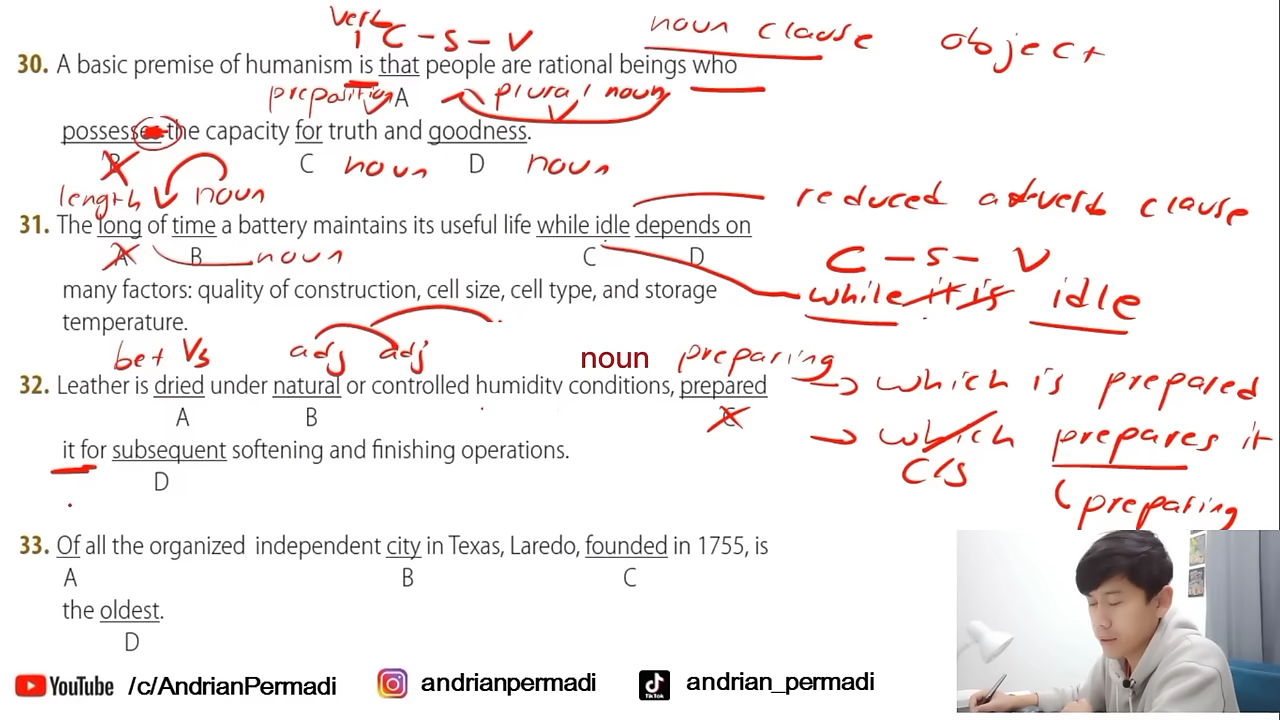 verb
i C - S - V
noun clause object
30. A basic premise of humanism is that people are rational beings who
preposition A plural noun
possesses the capacity for truth and goodness.
B C noun D noun
length noun
reduced adverb clause
31. The long of time a battery maintains its useful life while idle depends on
A B noun C D
C - S - V
many factors: quality of construction, cell size, cell type, and storage
while it is idle
temperature.
be + V3 adj adj noun preparing
32. Leather is dried under natural or controlled humidity conditions, prepared
→ which is prepared
A B C
→ which prepares it
it for subsequent softening and finishing operations.
C/S
D
preparing
33. Of all the organized independent city in Texas, Laredo, founded in 1755, is
A B C
the oldest.
D
YouTube /c/AndrianPermadi andrianpermadi TikTok andrian_permadi